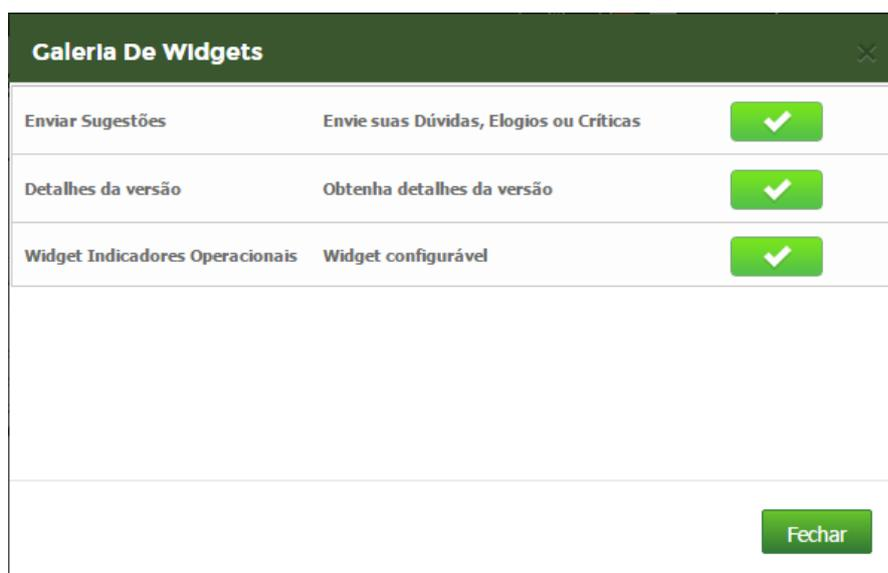 Galeria De Widgets
Enviar Sugestões Envie suas Dúvidas, Elogios ou Críticas
Detalhes da versão Obtenha detalhes da versão
Widget Indicadores Operacionais Widget configurável
Fechar